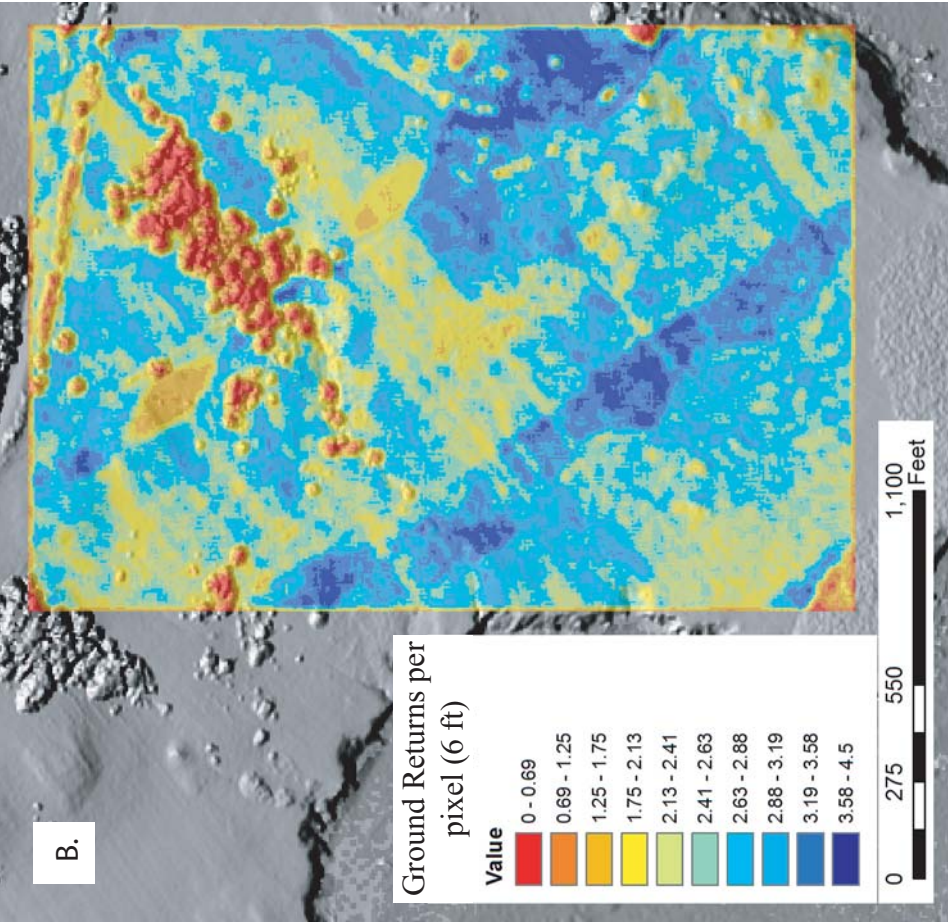 B.
Ground Returns per
pixel (6 ft)
Value
0 - 0.69
0.69 - 1.25
1.25 - 1.75
1.75 - 2.13
2.13 - 2.41
2.41 - 2.63
2.63 - 2.88
2.88 - 3.19
3.19 - 3.58
3.58 - 4.5
0 275 550 1,100
Feet